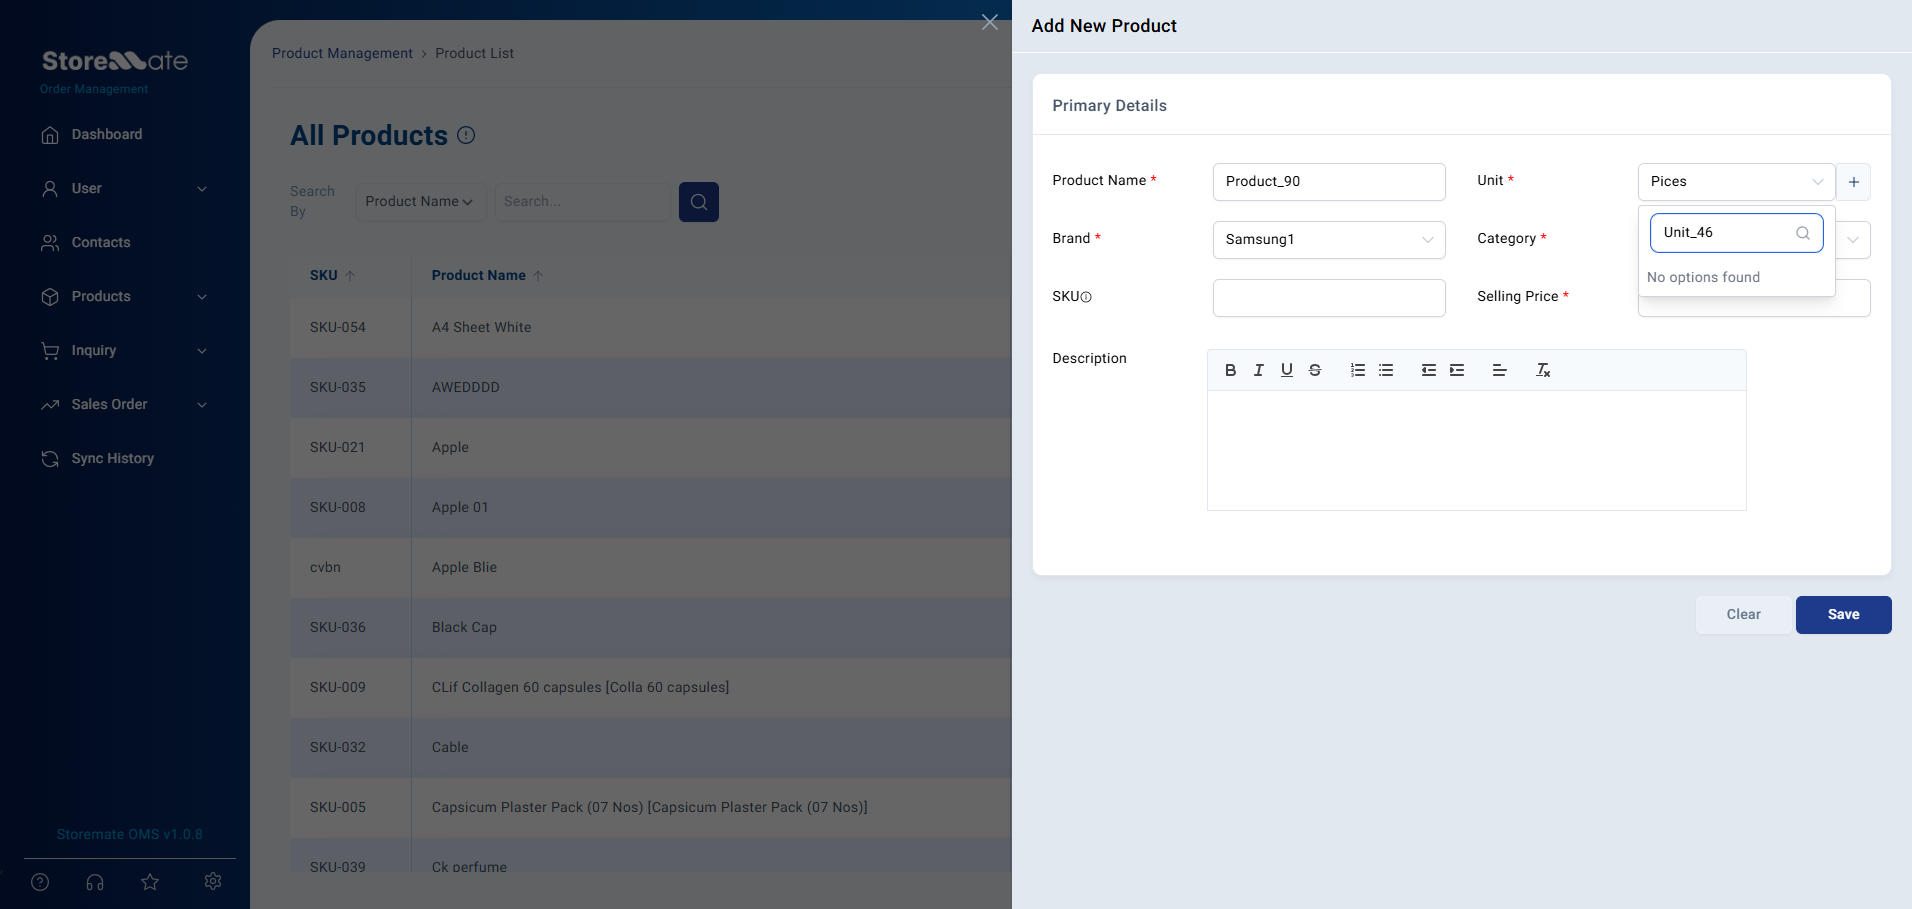 StoreMate
Order Management
Dashboard
User
Contacts
Products
Inquiry
Sales Order
Sync History
Storemate OMS v1.0.8
Product Management > Product List
All Products
Search By
Product Name
Search...
SKU Product Name
SKU-054 A4 Sheet White
SKU-035 AWEDDDD
SKU-021 Apple
SKU-008 Apple 01
cvbn Apple Blie
SKU-036 Black Cap
SKU-009 CLif Collagen 60 capsules [Colla 60 capsules]
SKU-032 Cable
SKU-005 Capsicum Plaster Pack (07 Nos) [Capsicum Plaster Pack (07 Nos)]
SKU-039 Ck perfume
Add New Product
Primary Details
Product Name * Product_90
Unit * Pices
Unit_46
No options found
Brand * Samsung1
Category *
SKU
Selling Price *
Description
Clear
Save